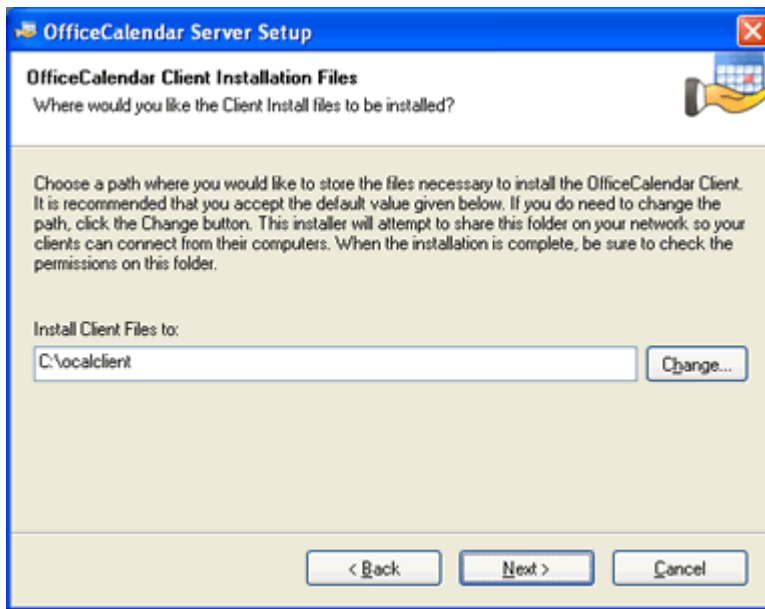 OfficeCalendar Server Setup
OfficeCalendar Client Installation Files
Where would you like the Client Install files to be installed?
Choose a path where you would like to store the files necessary to install the OfficeCalendar Client.
It is recommended that you accept the default value given below. If you do need to change the
path, click the Change button. This installer will attempt to share this folder on your network so your
clients can connect from their computers. When the installation is complete, be sure to check the
permissions on this folder.
Install Client Files to:
C:\ocalclient
Change...
< Back
Next >
Cancel